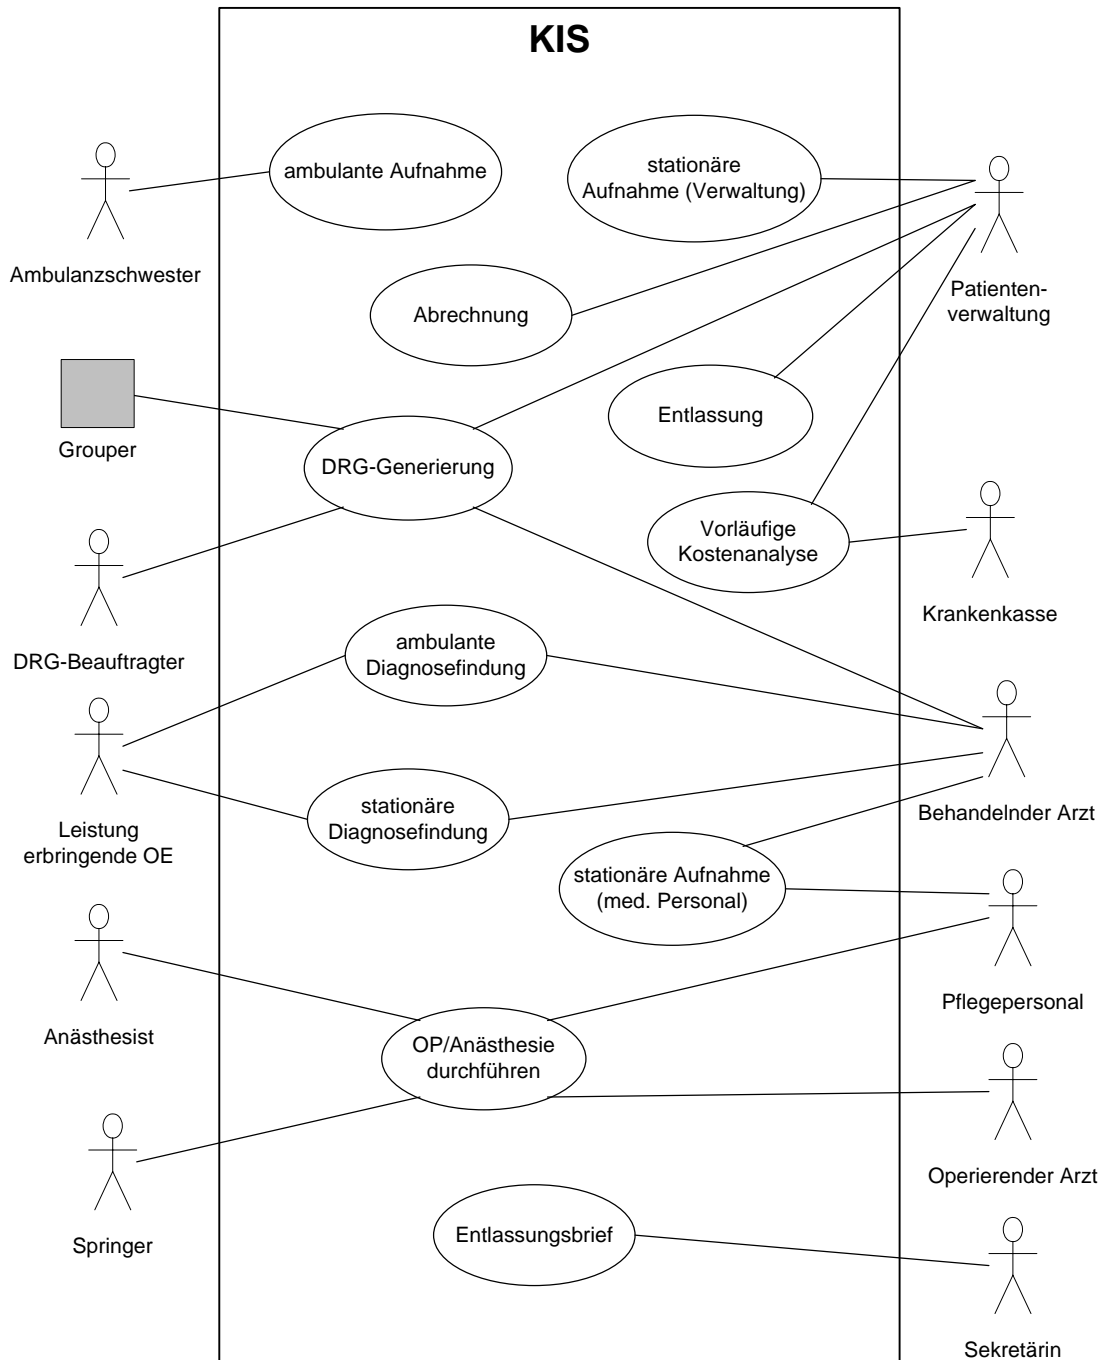 KIS
ambulante Aufnahme
stationäre
Aufnahme (Verwaltung)
Ambulanzschwester
Patienten-
verwaltung
Abrechnung
Entlassung
Grouper
DRG-Generierung
Vorläufige
Kostenanalyse
Krankenkasse
DRG-Beauftragter
ambulante
Diagnosefindung
stationäre
Diagnosefindung
Leistung
erbringende OE
Behandelnder Arzt
stationäre Aufnahme
(med. Personal)
Anästhesist
Pflegepersonal
OP/Anästhesie
durchführen
Operierender Arzt
Springer
Entlassungsbrief
Sekretärin